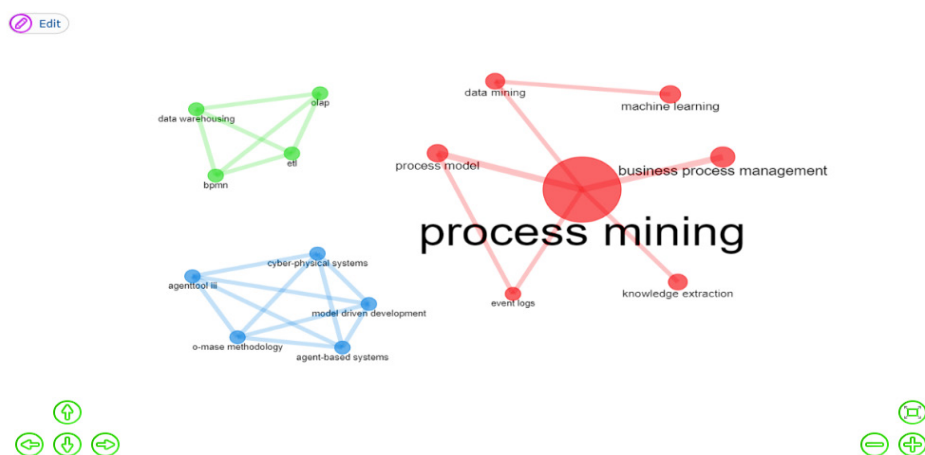 Edit
data mining
machine learning
olap
data warehousing
etl
bpmn
process model
business process management
process mining
cyber-physical systems
agenttool iii
model driven development
o-mase methodology
agent-based systems
event logs
knowledge extraction